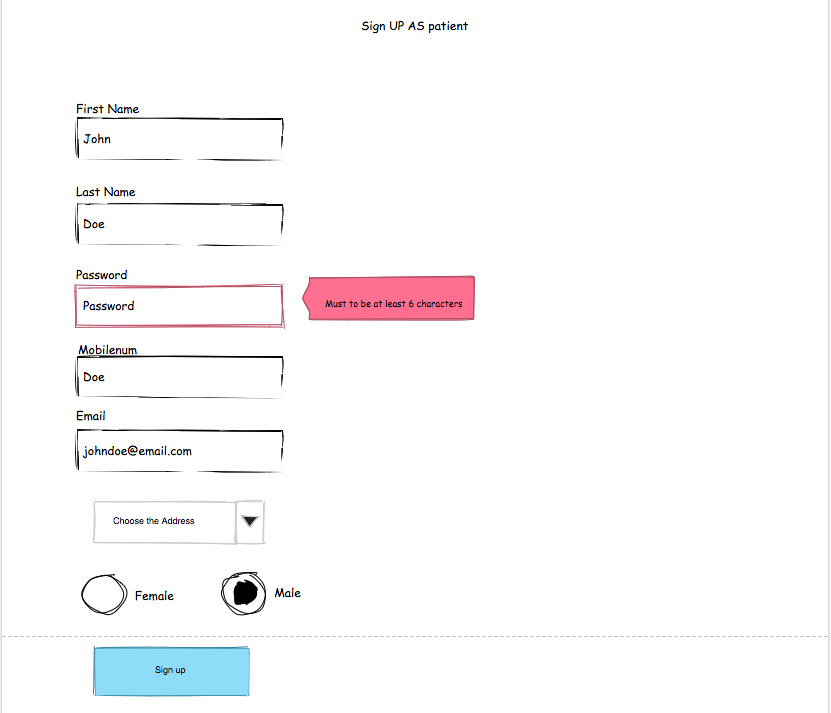 Sign UP AS patient
First Name
John
Last Name
Doe
Password
Password
Must to be at least 6 characters
Mobilenum
Doe
Email
johndoe@email.com
Choose the Address
Female
Male
Sign up